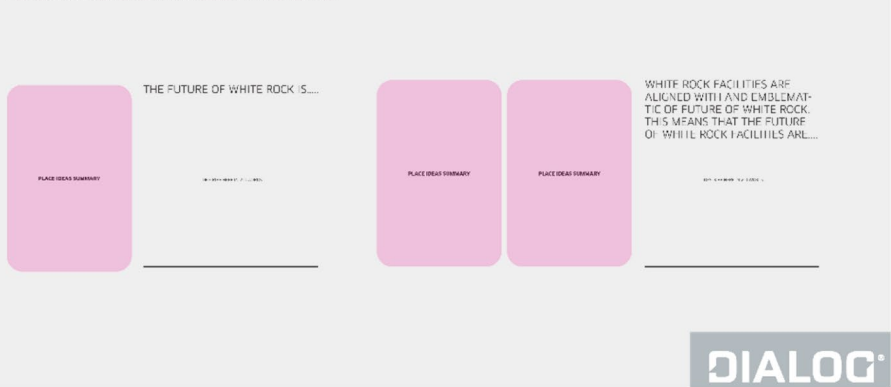 THE FUTURE OF WHITE ROCK IS.....
PLACE IDEAS SUMMARY
PLACE IDEAS SUMMARY
PLACE IDEAS SUMMARY
WHITE ROCK FACILITIES ARE
ALIGNED WITH AND EMBLEMAT-
TIC OF FUTURE OF WHITE ROCK.
THIS MEANS THAT THE FUTURE
OF WHITE ROCK FACILITIES ARE....
DIALOG®